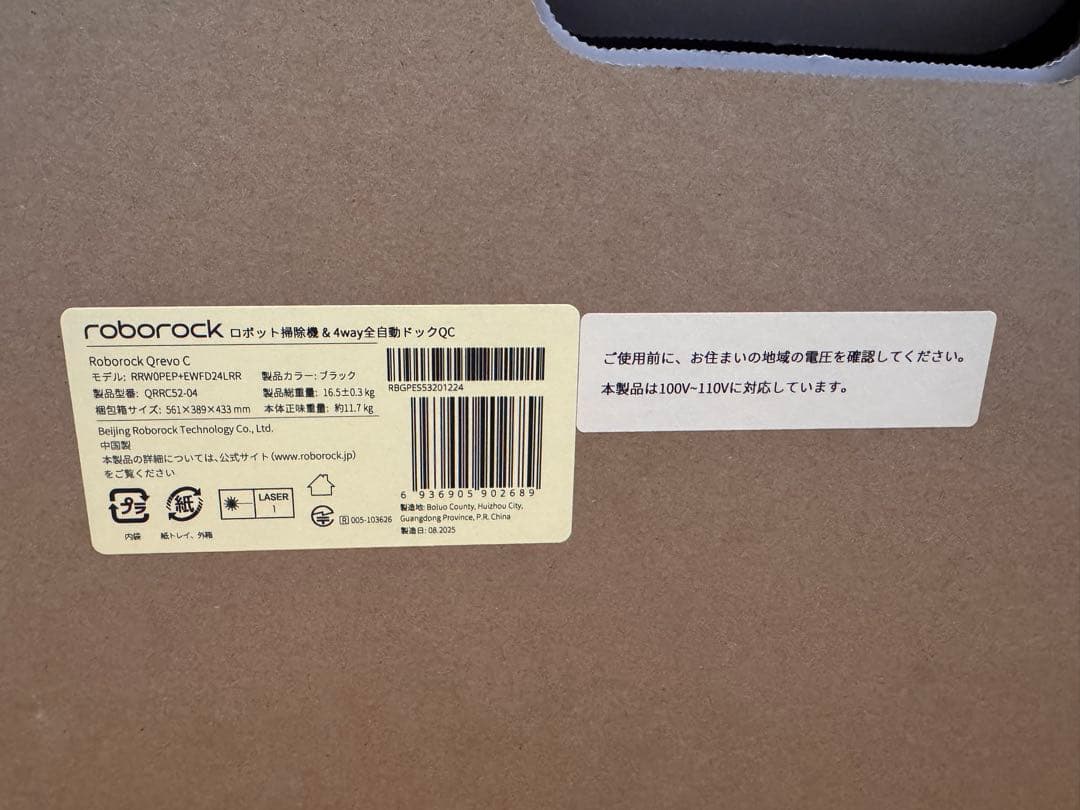 roborock ロボット掃除機 & 4way全自動ドックQC
Roborock Qrevo C
モデル: RRW0PEP+EWFD24LRR 製品カラー: ブラック
製品型番: QRRC52-04 製品総重量: 16.5±0.3 kg
梱包箱サイズ: 561×389×433 mm 本体正味重量: 約11.7 kg
Beijing Roborock Technology Co., Ltd.
中国製
本製品の詳細については、公式サイト(www.roborock.jp)
をご覧ください
プラ
内袋
紙
紙トレイ、外箱
LASER
1
R 005-103626
RBGPES53201224
6 936905 902689
製造地: Boluo County, Huizhou City,
Guangdong Province, P.R. China
製造日: 08.2025
ご使用前に、お住まいの地域の電圧を確認してください。
本製品は100V~110Vに対応しています。